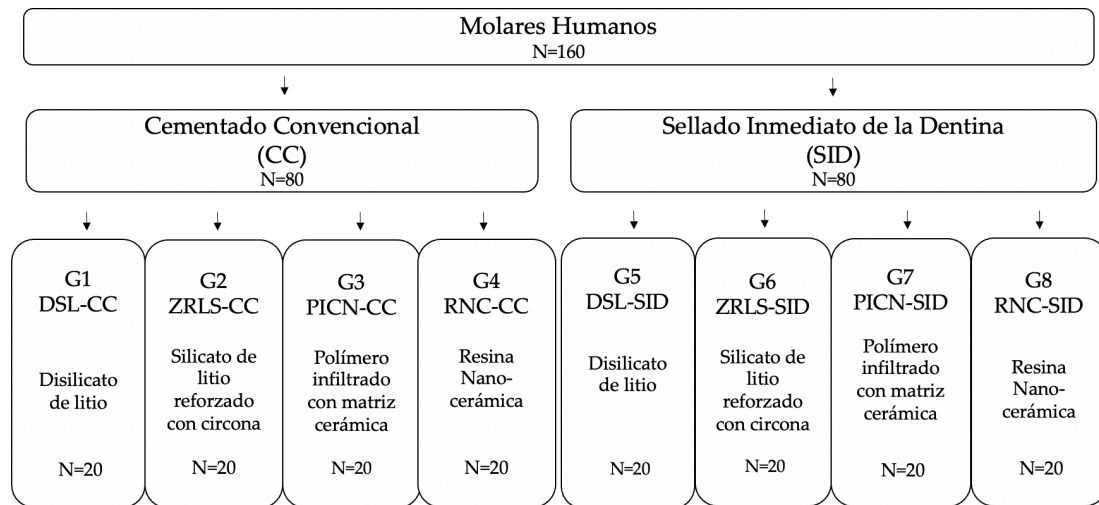 Molares Humanos
N=160
Cementado Convencional
(CC)
N=80
Sellado Inmediato de la Dentina
(SID)
N=80
G1
DSL-CC
Disilicato
de litio
N=20
G2
ZRLS-CC
Silicato de
litio
reforzado
con circona
N=20
G3
PICN-CC
Polímero
infiltrado
con matriz
cerámica
N=20
G4
RNC-CC
Resina
Nano-
cerámica
N=20
G5
DSL-SID
Disilicato
de litio
N=20
G6
ZRLS-SID
Silicato de
litio
reforzado
con circona
N=20
G7
PICN-SID
Polímero
infiltrado
con matriz
cerámica
N=20
G8
RNC-SID
Resina
Nano-
cerámica
N=20